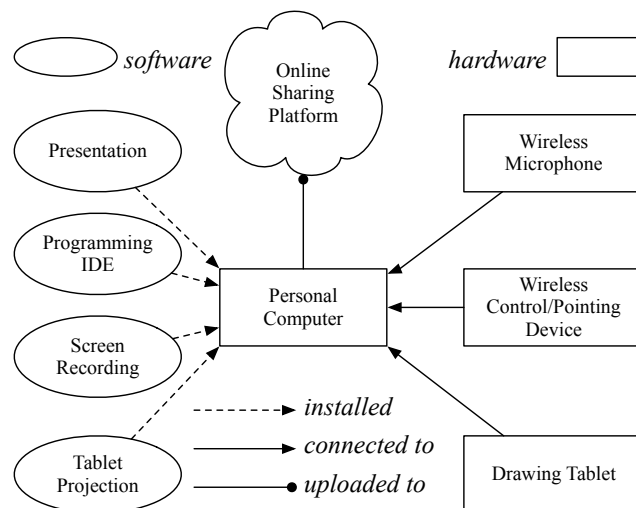 software
Online
Sharing
Platform
hardware
Presentation
Wireless
Microphone
Programming
IDE
Personal
Computer
Wireless
Control/Pointing
Device
Screen
Recording
installed
connected to
uploaded to
Tablet
Projection
Drawing Tablet